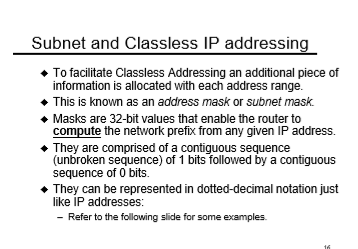 Subnet and Classless IP addressing
◆ To facilitate Classless Addressing an additional piece of
information is allocated with each address range.
◆ This is known as an address mask or subnet mask.
◆ Masks are 32-bit values that enable the router to
compute the network prefix from any given IP address.
◆ They are comprised of a contiguous sequence
(unbroken sequence) of 1 bits followed by a contiguous
sequence of 0 bits.
◆ They can be represented in dotted-decimal notation just
like IP addresses:
– Refer to the following slide for some examples.